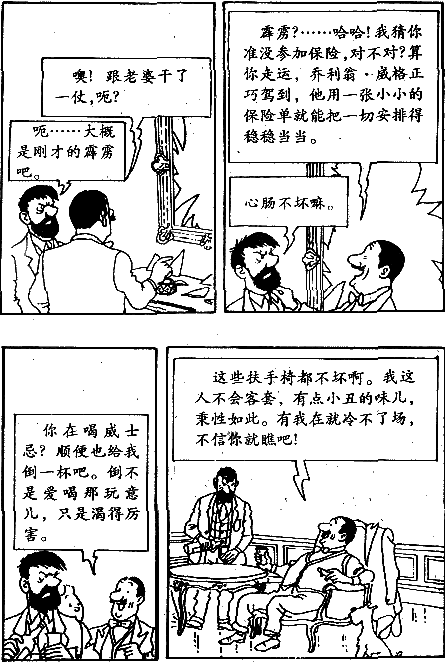 噢！跟老婆干了
一仗，呃？
呃……大概
是刚才的霹雳
吧。
霹雳？……哈哈！我猜你
准没参加保险，对不对？算
你走运，乔利翁·威格正
巧驾到，他用一张小小的
保险单就能把一切安排得
稳稳当当。
心肠不坏嘛。
你在喝威士
忌？顺便也给我
倒一杯吧。倒不
是爱喝那玩意
儿，只是渴得厉
害。
这些扶手椅都不坏啊。我这
人不会客套，有点小丑的味儿，
秉性如此。有我在就冷不了场，
不信你就瞧吧！